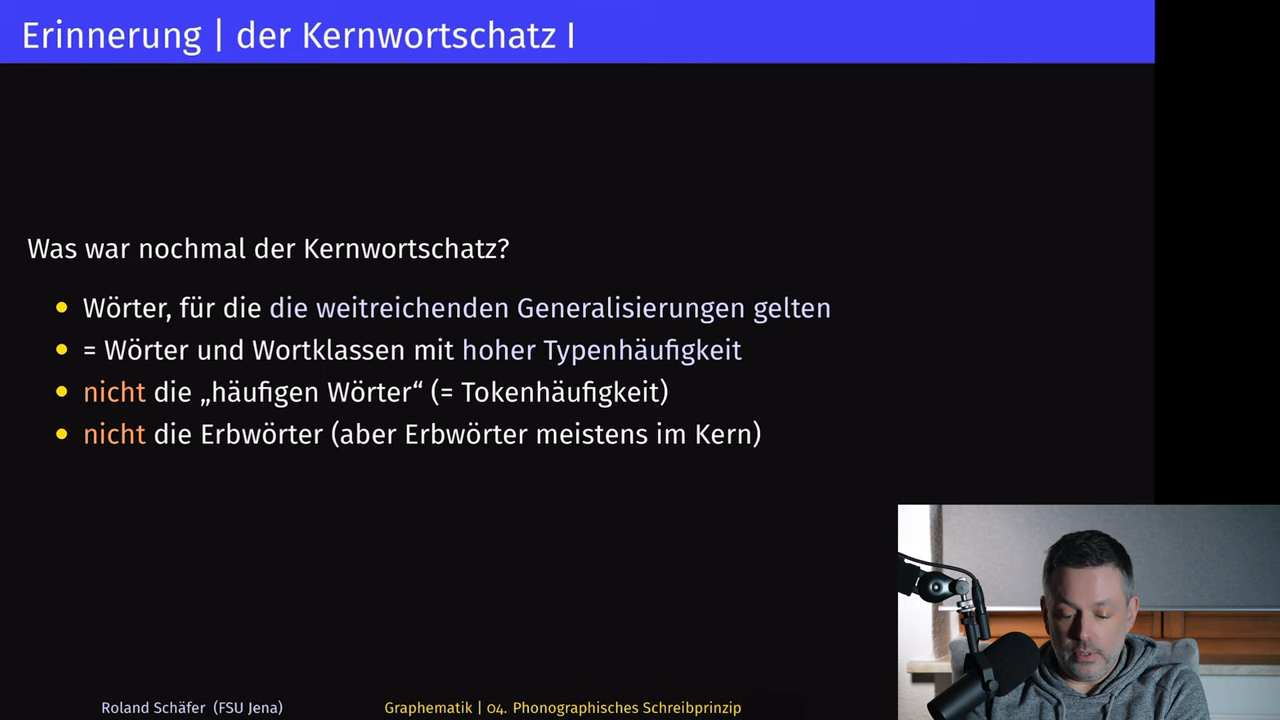 Erinnerung | der Kernwortschatz I
Was war nochmal der Kernwortschatz?
• Wörter, für die die weitreichenden Generalisierungen gelten
• = Wörter und Wortklassen mit hoher Typenhäufigkeit
• nicht die „häufigen Wörter“ (= Tokenhäufigkeit)
• nicht die Erbwörter (aber Erbwörter meistens im Kern)
Roland Schäfer (FSU Jena) Graphematik | 04. Phonographisches Schreibprinzip